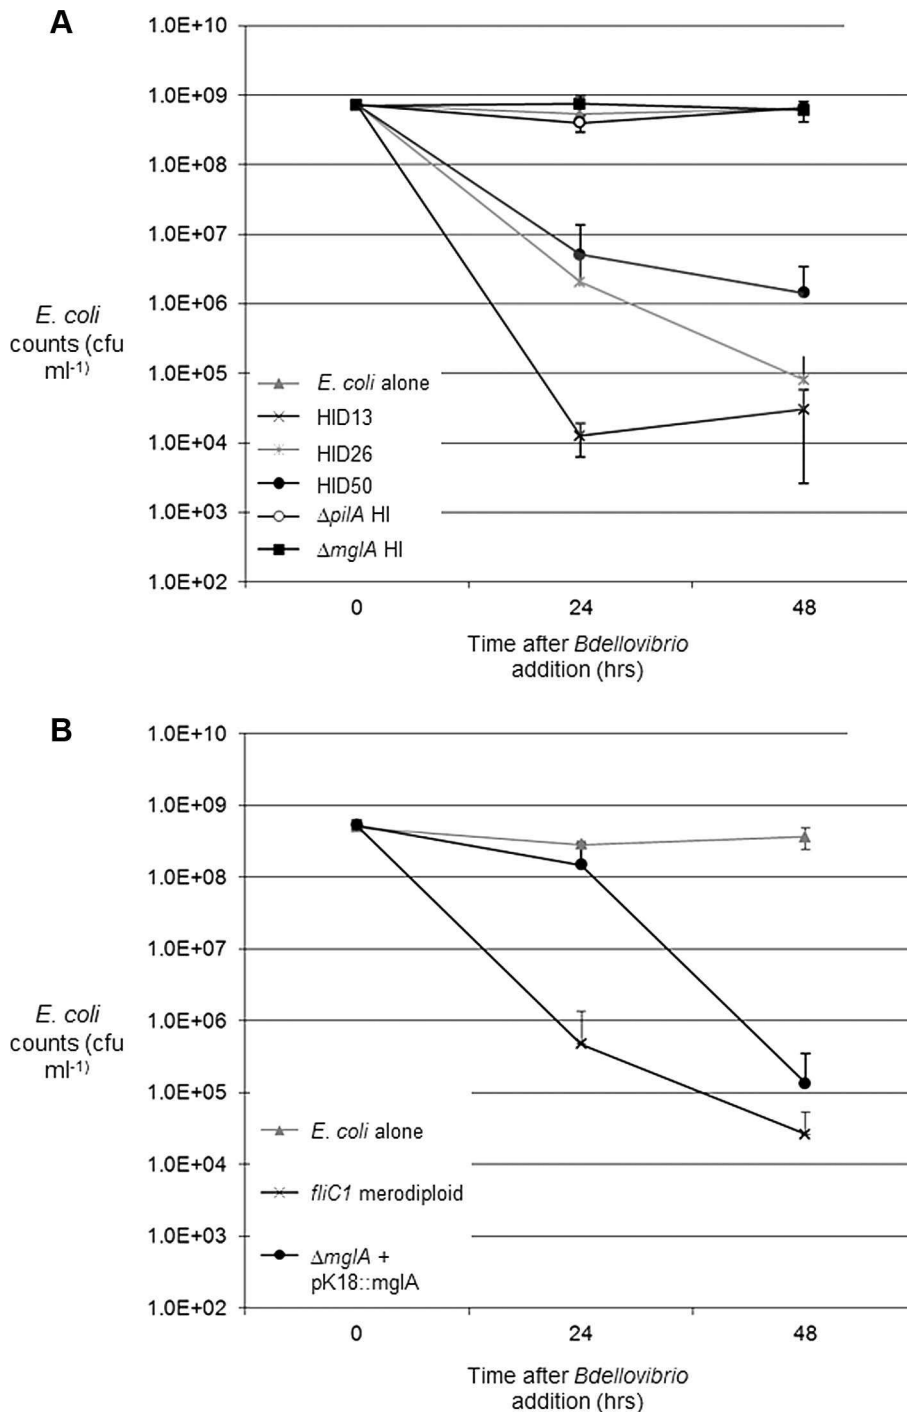 A
1.0E+10
1.0E+09
1.0E+08
1.0E+07
1.0E+06
1.0E+05
1.0E+04
1.0E+03
1.0E+02
E. coli
counts (cfu
ml-1)
E. coli alone
HID13
HID26
HID50
ΔpilA HI
ΔmglA HI
0 24 48
Time after Bdellovibrio
addition (hrs)
B
1.0E+10
1.0E+09
1.0E+08
1.0E+07
1.0E+06
1.0E+05
1.0E+04
1.0E+03
1.0E+02
E. coli
counts (cfu
ml-1)
E. coli alone
fliC1 merodiploid
ΔmglA +
pK18::mglA
0 24 48
Time after Bdellovibrio
addition (hrs)